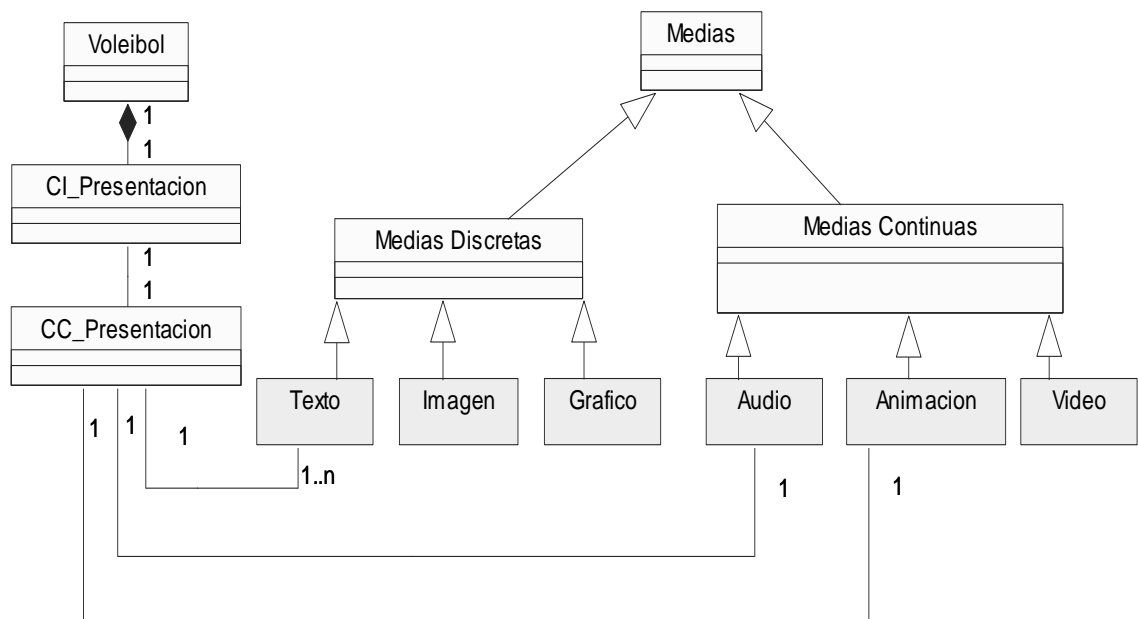 Voleibol
Medias
1
1
CI_Presentacion
Medias Discretas
Medias Continuas
1
1
CC_Presentacion
Texto
Imagen
Grafico
Audio
Animacion
Video
1
1
1
1..n
1
1